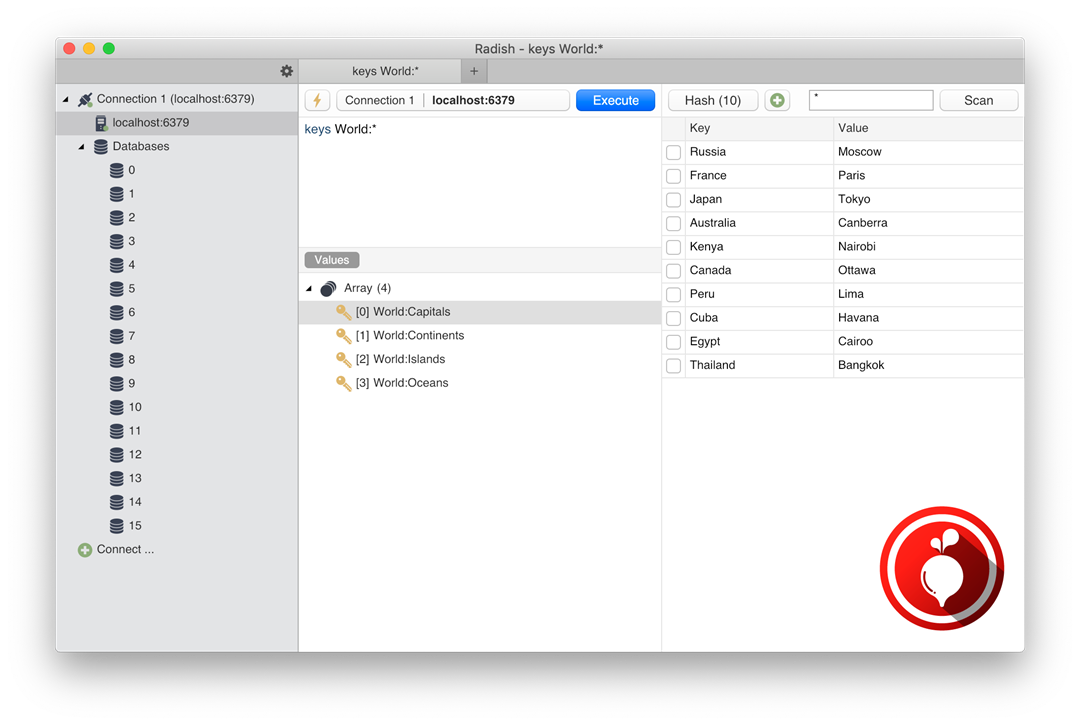 Radish - keys World:*
keys World:*
+
Connection 1 (localhost:6379)
localhost:6379
Databases
0
1
2
3
4
5
6
7
8
9
10
11
12
13
14
15
Connect ...
Connection 1 localhost:6379 Execute
keys World:*
Values
Array (4)
[0] World:Capitals
[1] World:Continents
[2] World:Islands
[3] World:Oceans
Hash (10) * Scan
Key Value
Russia Moscow
France Paris
Japan Tokyo
Australia Canberra
Kenya Nairobi
Canada Ottawa
Peru Lima
Cuba Havana
Egypt Cairoo
Thailand Bangkok